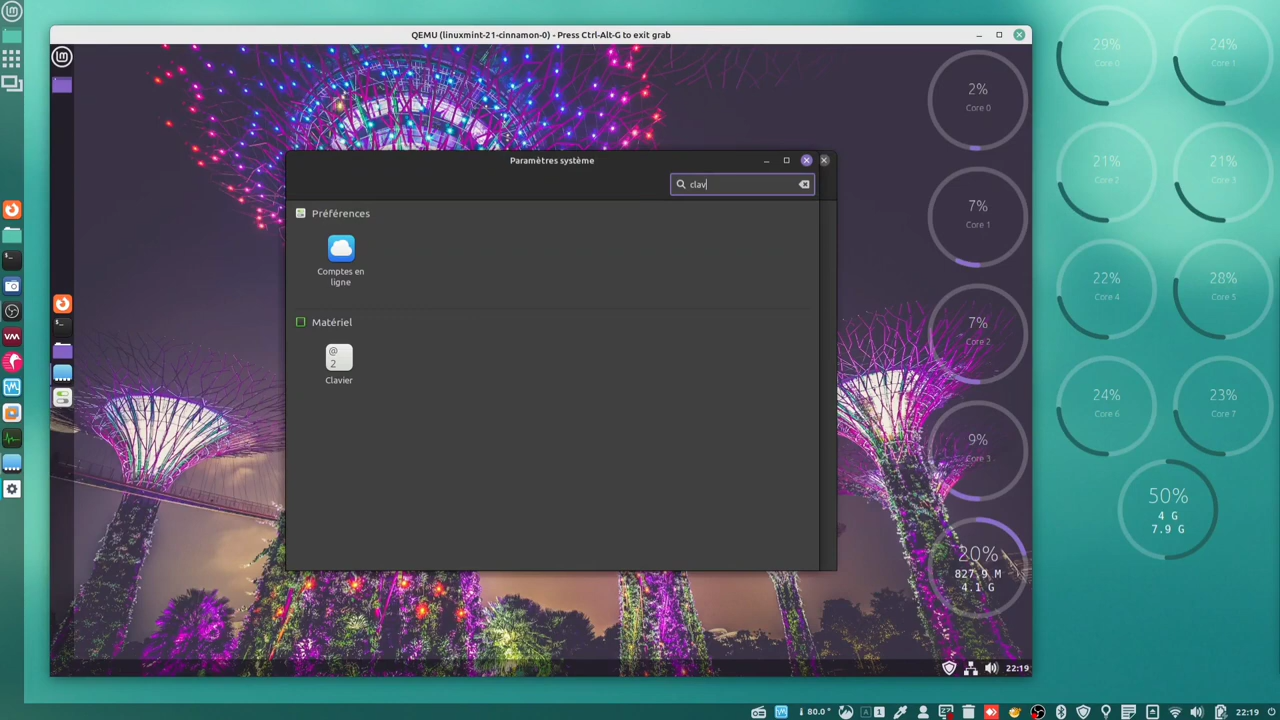 QEMU (linuxmint-21-cinnamon-0) - Press Ctrl-Alt-G to exit grab
Paramètres système
clav
Préférences
Comptes en
ligne
Matériel
@
2
Clavier
2%
Core 0
7%
Core 1
7%
Core 2
9%
Core 3
20%
827.9 M
4.1 G
22:19
29%
Core 0
24%
Core 1
21%
Core 2
21%
Core 3
22%
Core 4
28%
Core 5
24%
Core 6
23%
Core 7
50%
4 G
7.9 G
80.0°
A
1
22:19